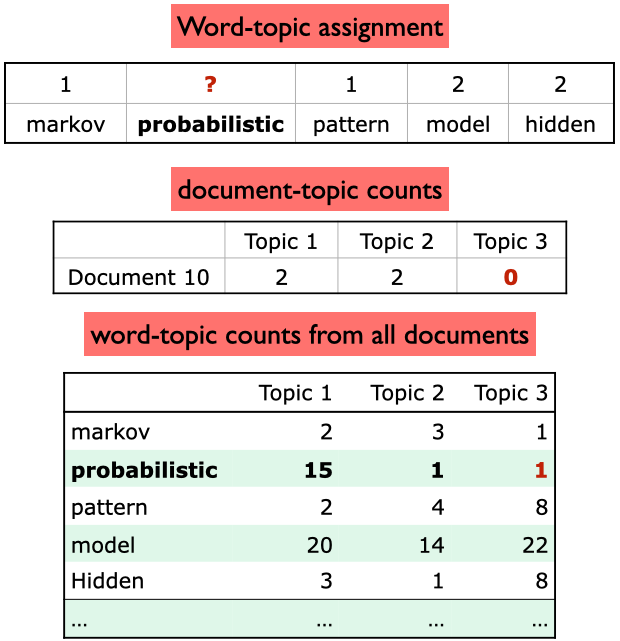 Word-topic assignment
1 ? 1 2 2
markov probabilistic pattern model hidden
document-topic counts
Topic 1 Topic 2 Topic 3
Document 10 2 2 0
word-topic counts from all documents
Topic 1 Topic 2 Topic 3
markov 2 3 1
probabilistic 15 1 1
pattern 2 4 8
model 20 14 22
Hidden 3 1 8
... ... ... ...